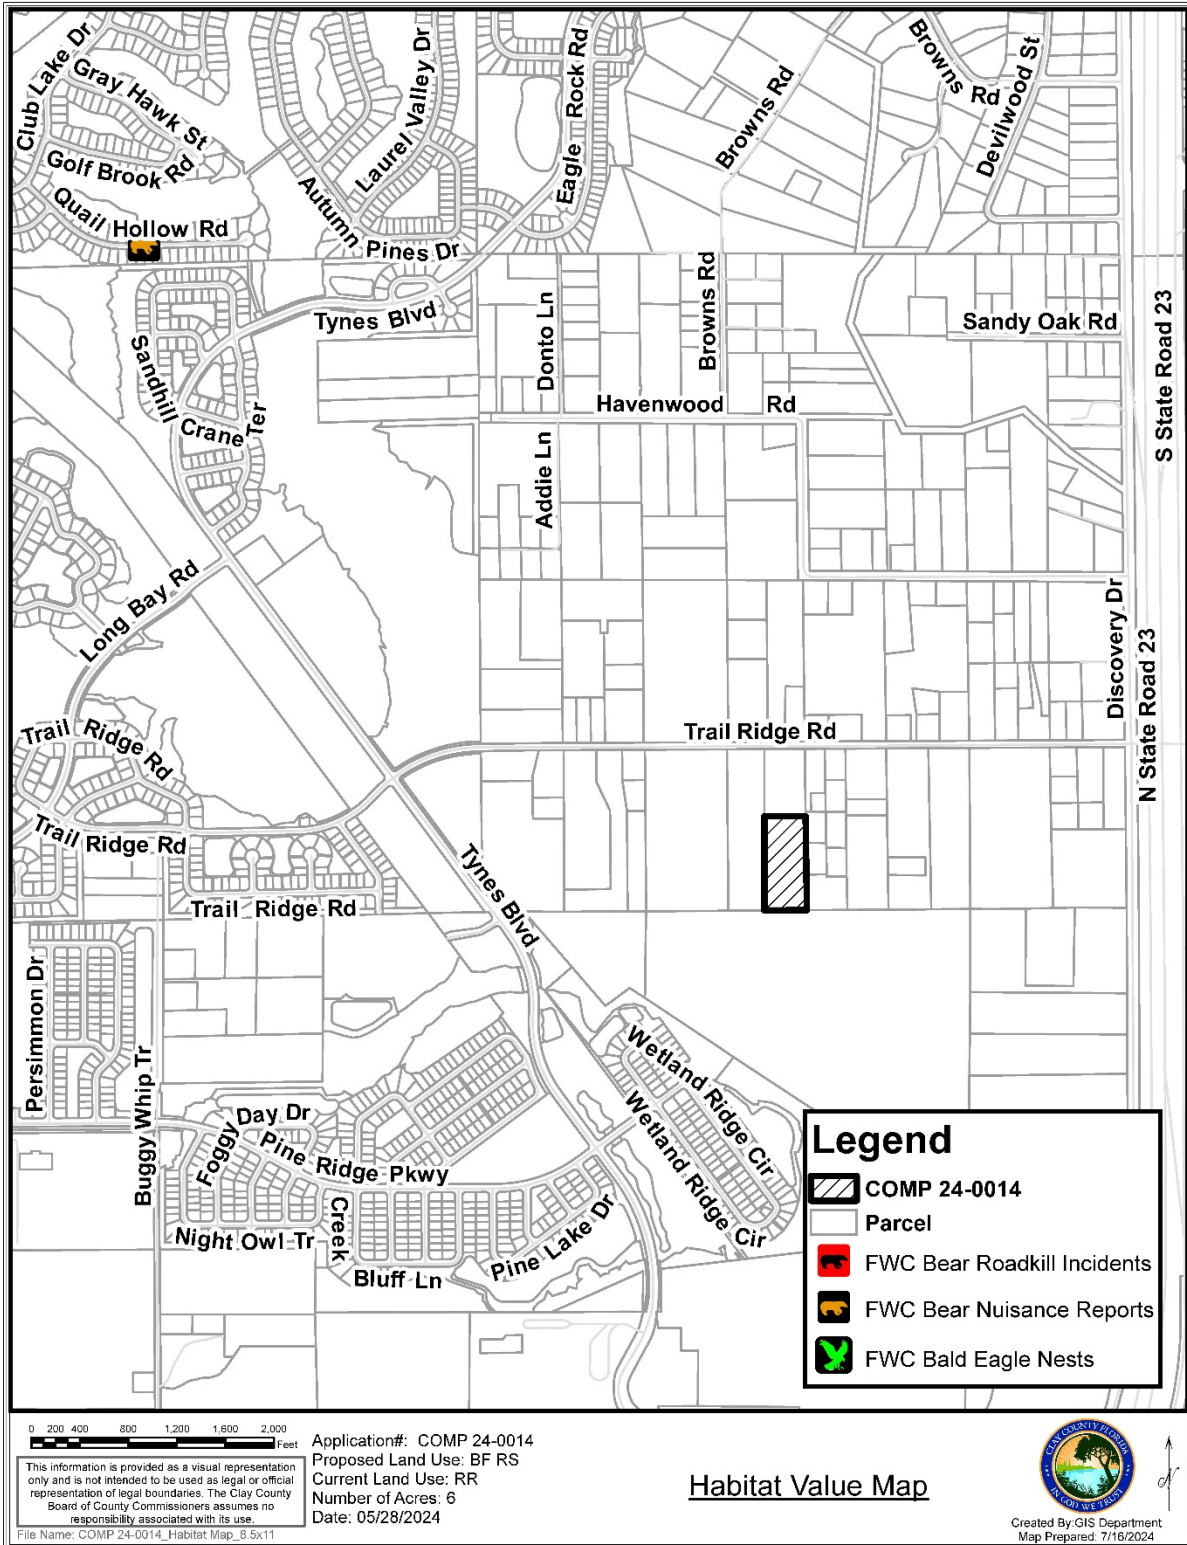 Club Lake Dr
Gray Hawk St
Golf Brook Rd
Quail Hollow Rd
Laurel Valley Dr
Autumn Pines Dr
Eagle Rock Rd
Browns Rd
Browns Rd
Devilwood St
Tynes Blvd
Sandhill Crane Ter
Donto Ln
Browns Rd
Sandy Oak Rd
S State Road 23
Havenwood Rd
Addie Ln
Long Bay Rd
Discovery Dr
N State Road 23
Trail Ridge Rd
Trail Ridge Rd
Trail Ridge Rd
Trail Ridge Rd
Tynes Blvd
Persimmon Dr
Buggy Whip Tr
Foggy Day Dr
Pine Ridge Pkwy
Night Owl Tr
Creek Bluff Ln
Pine Lake Dr
Wetland Ridge Cir
Wetland Ridge Cir
Legend
COMP 24-0014
Parcel
FWC Bear Roadkill Incidents
FWC Bear Nuisance Reports
FWC Bald Eagle Nests
0 200 400 800 1,200 1,600 2,000
Feet
This information is provided as a visual representation
only and is not intended to be used as legal or official
representation of legal boundaries. The Clay County
Board of County Commissioners assumes no
responsibility associated with its use.
File Name: COMP 24-0014_Habitat Map_8.5x11
Application#: COMP 24-0014
Proposed Land Use: BF RS
Current Land Use: RR
Number of Acres: 6
Date: 05/28/2024
Habitat Value Map
CLAY COUNTY FLORIDA
IN GOD WE TRUST
N
Created By:GIS Department
Map Prepared: 7/16/2024